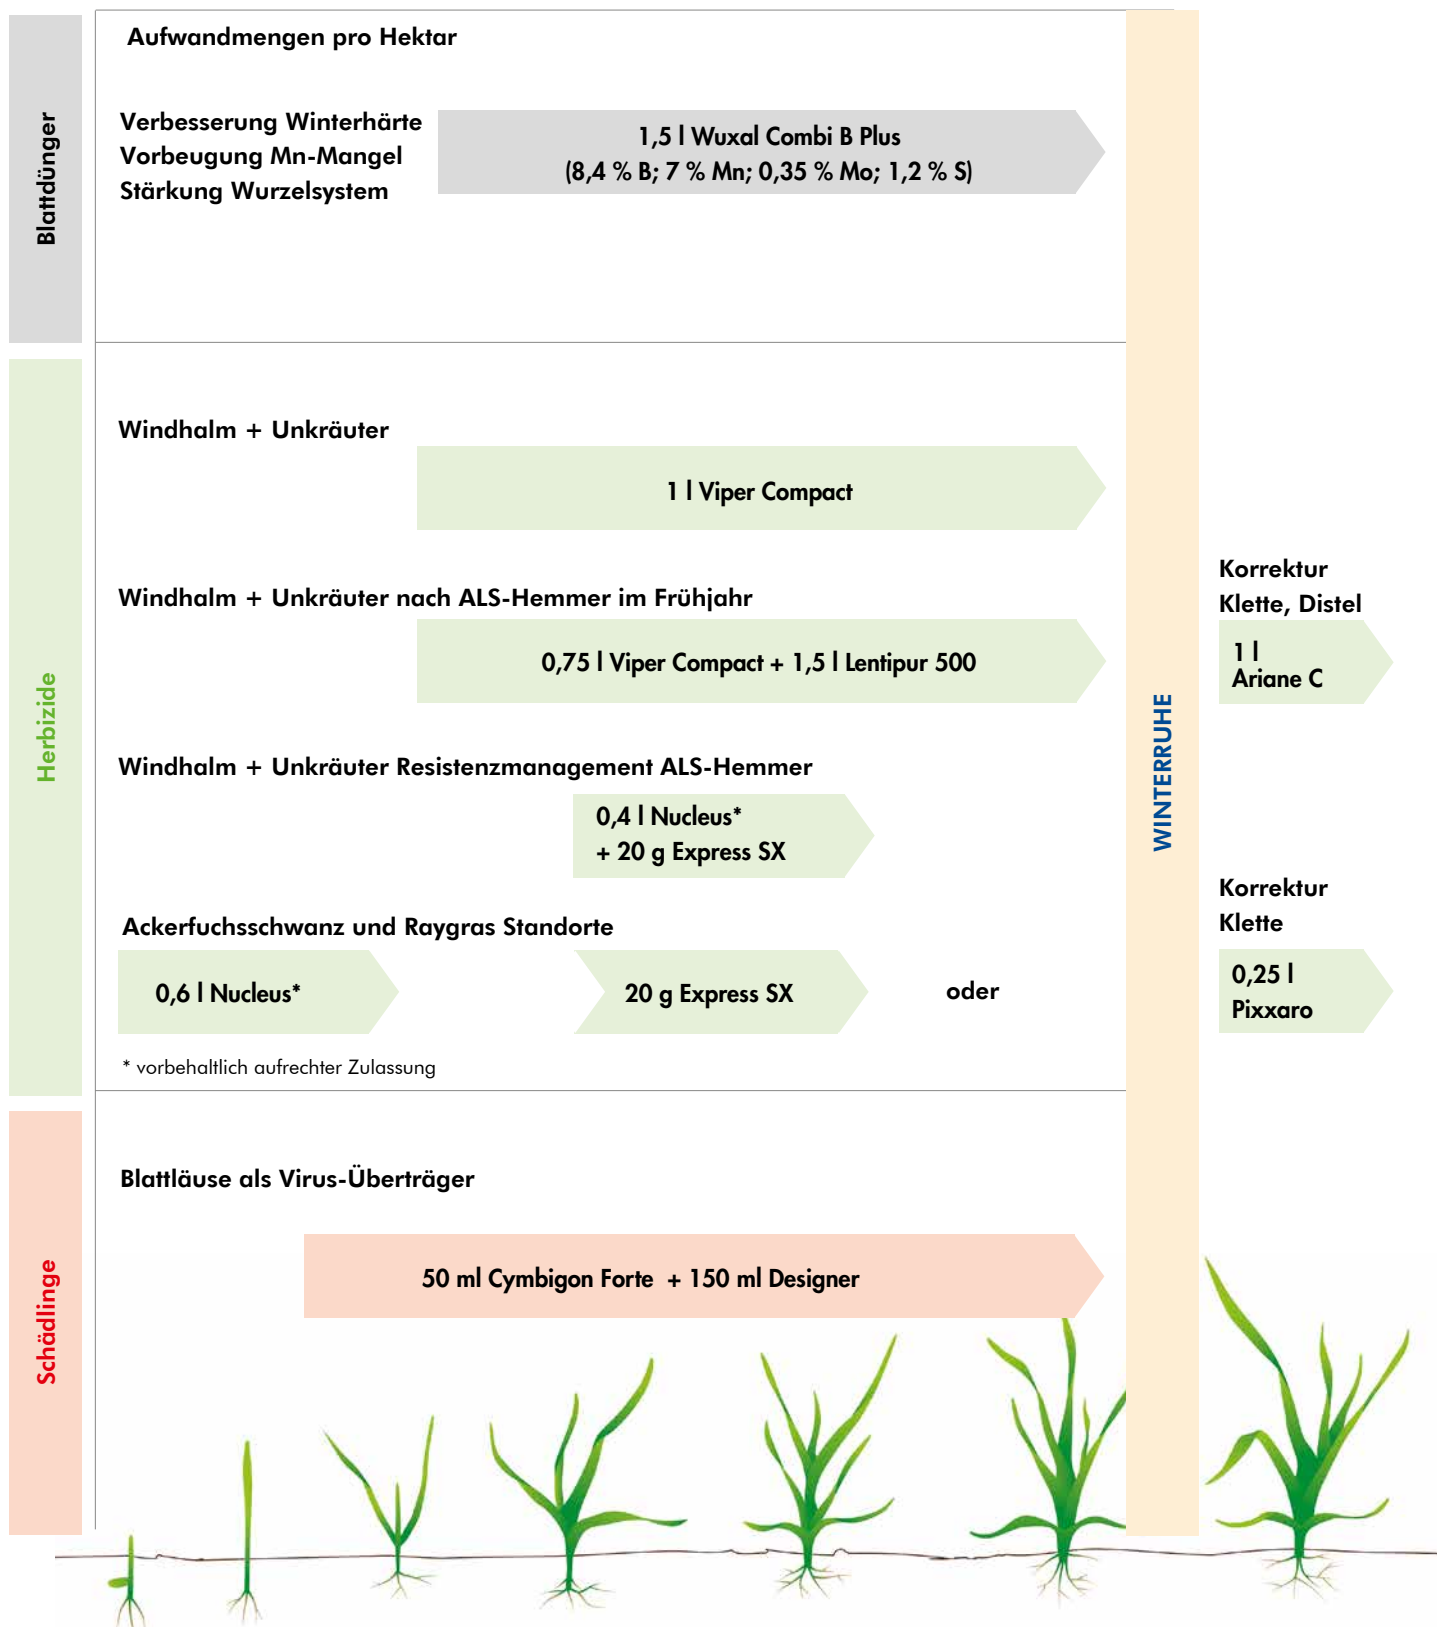 Aufwandmengen pro Hektar
Blattdünger
Verbesserung Winterhärte
Vorbeugung Mn-Mangel
Stärkung Wurzelsystem
1,5 l Wuxal Combi B Plus
(8,4 % B; 7 % Mn; 0,35 % Mo; 1,2 % S)
Herbizide
Windhalm + Unkräuter
1 l Viper Compact
Windhalm + Unkräuter nach ALS-Hemmer im Frühjahr
0,75 l Viper Compact + 1,5 l Lentipur 500
Korrektur
Klette, Distel
1 l
Ariane C
WINTERRUHE
Windhalm + Unkräuter Resistenzmanagement ALS-Hemmer
0,4 l Nucleus*
+ 20 g Express SX
Ackerfuchsschwanz und Raygras Standorte
0,6 l Nucleus*
20 g Express SX
oder
Korrektur
Klette
0,25 l
Pixxaro
* vorbehaltlich aufrechter Zulassung
Schädlinge
Blattläuse als Virus-Überträger
50 ml Cymbigon Forte + 150 ml Designer